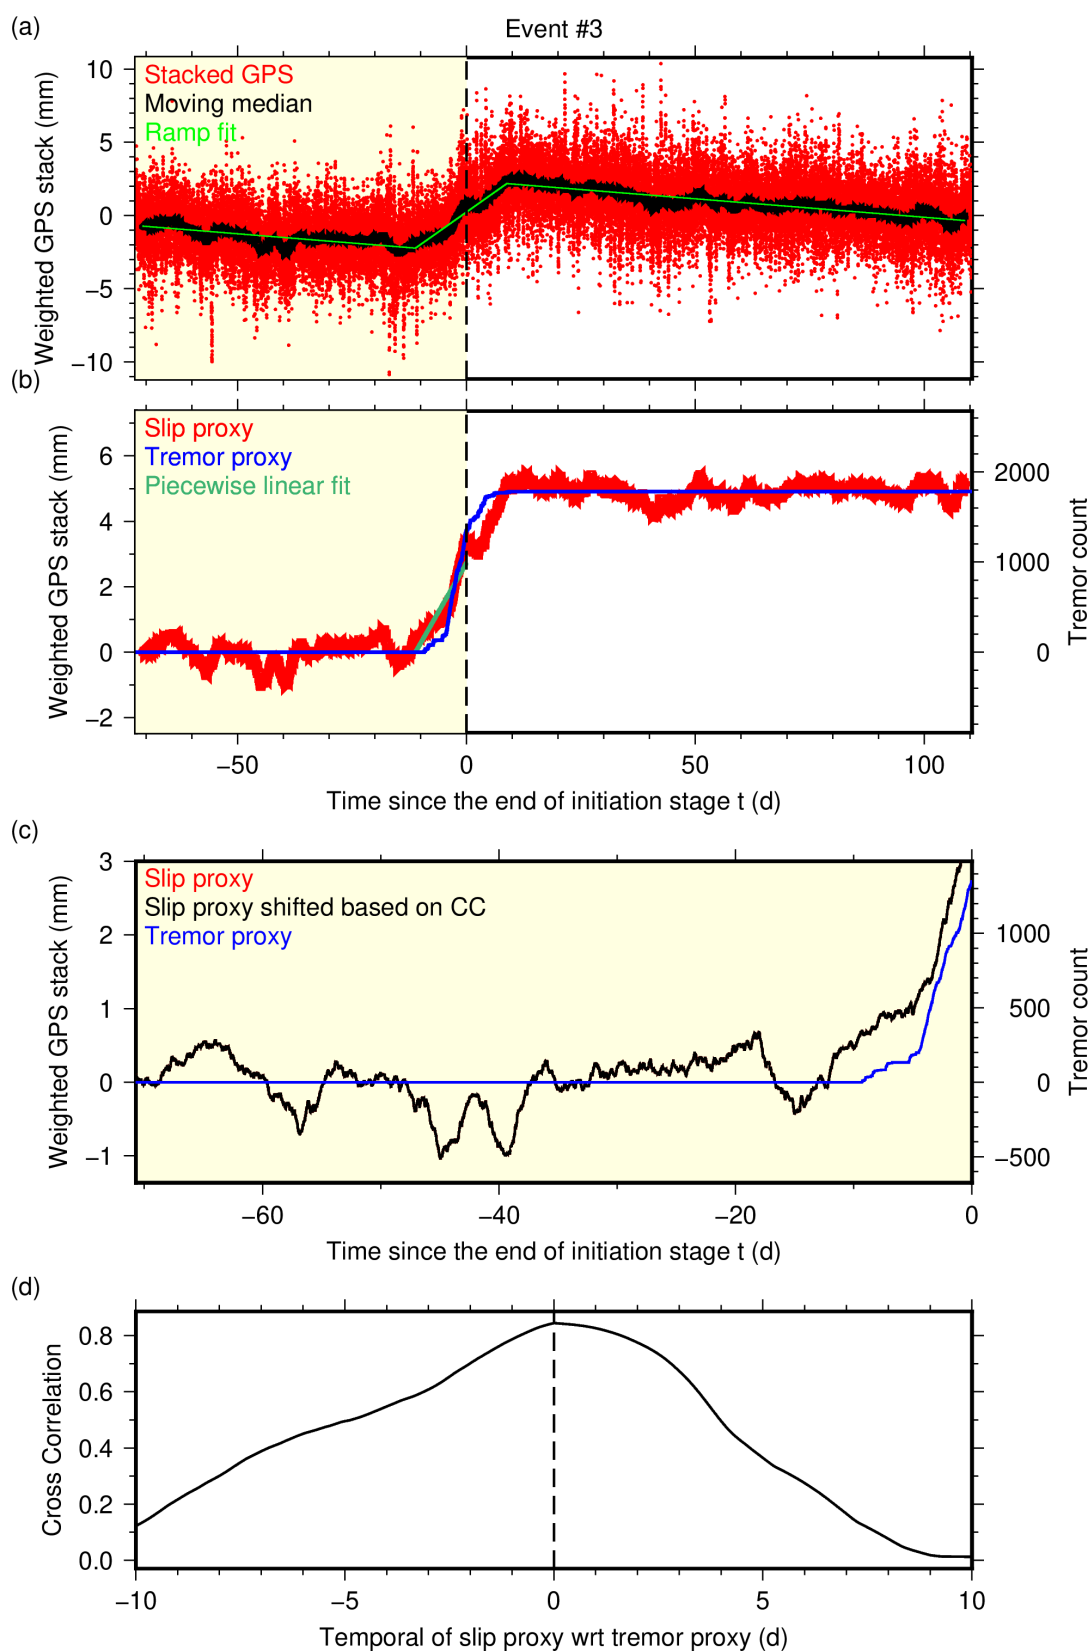 (a)
Event #3
Stacked GPS
Moving median
Ramp fit
Weighted GPS stack (mm)
10
5
0
−5
−10
(b)
Slip proxy
Tremor proxy
Piecewise linear fit
Weighted GPS stack (mm)
6
4
2
0
−2
2000
1000
0
Tremor count
−50 0 50 100
Time since the end of initiation stage t (d)
(c)
Slip proxy
Slip proxy shifted based on CC
Tremor proxy
Weighted GPS stack (mm)
3
2
1
0
−1
1000
500
0
−500
Tremor count
−60 −40 −20 0
Time since the end of initiation stage t (d)
(d)
Cross Correlation
0.8
0.6
0.4
0.2
0.0
−10 −5 0 5 10
Temporal of slip proxy wrt tremor proxy (d)